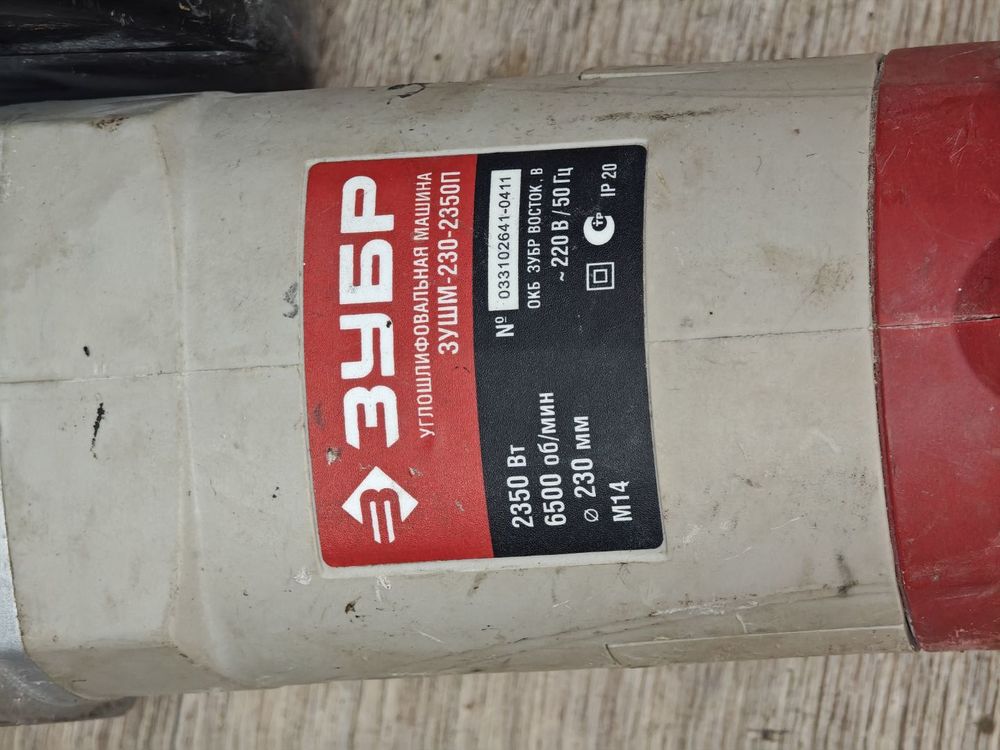 ЗУБР
УГЛОШЛИФОВАЛЬНАЯ МАШИНА
ЗУШМ-230-2350П
2350 Вт
6500 об/мин
⌀ 230 мм
М14
№ 033102641-0411
ОКБ ЗУБР ВОСТОК, В
~ 220 В / 50 Гц
IP 20